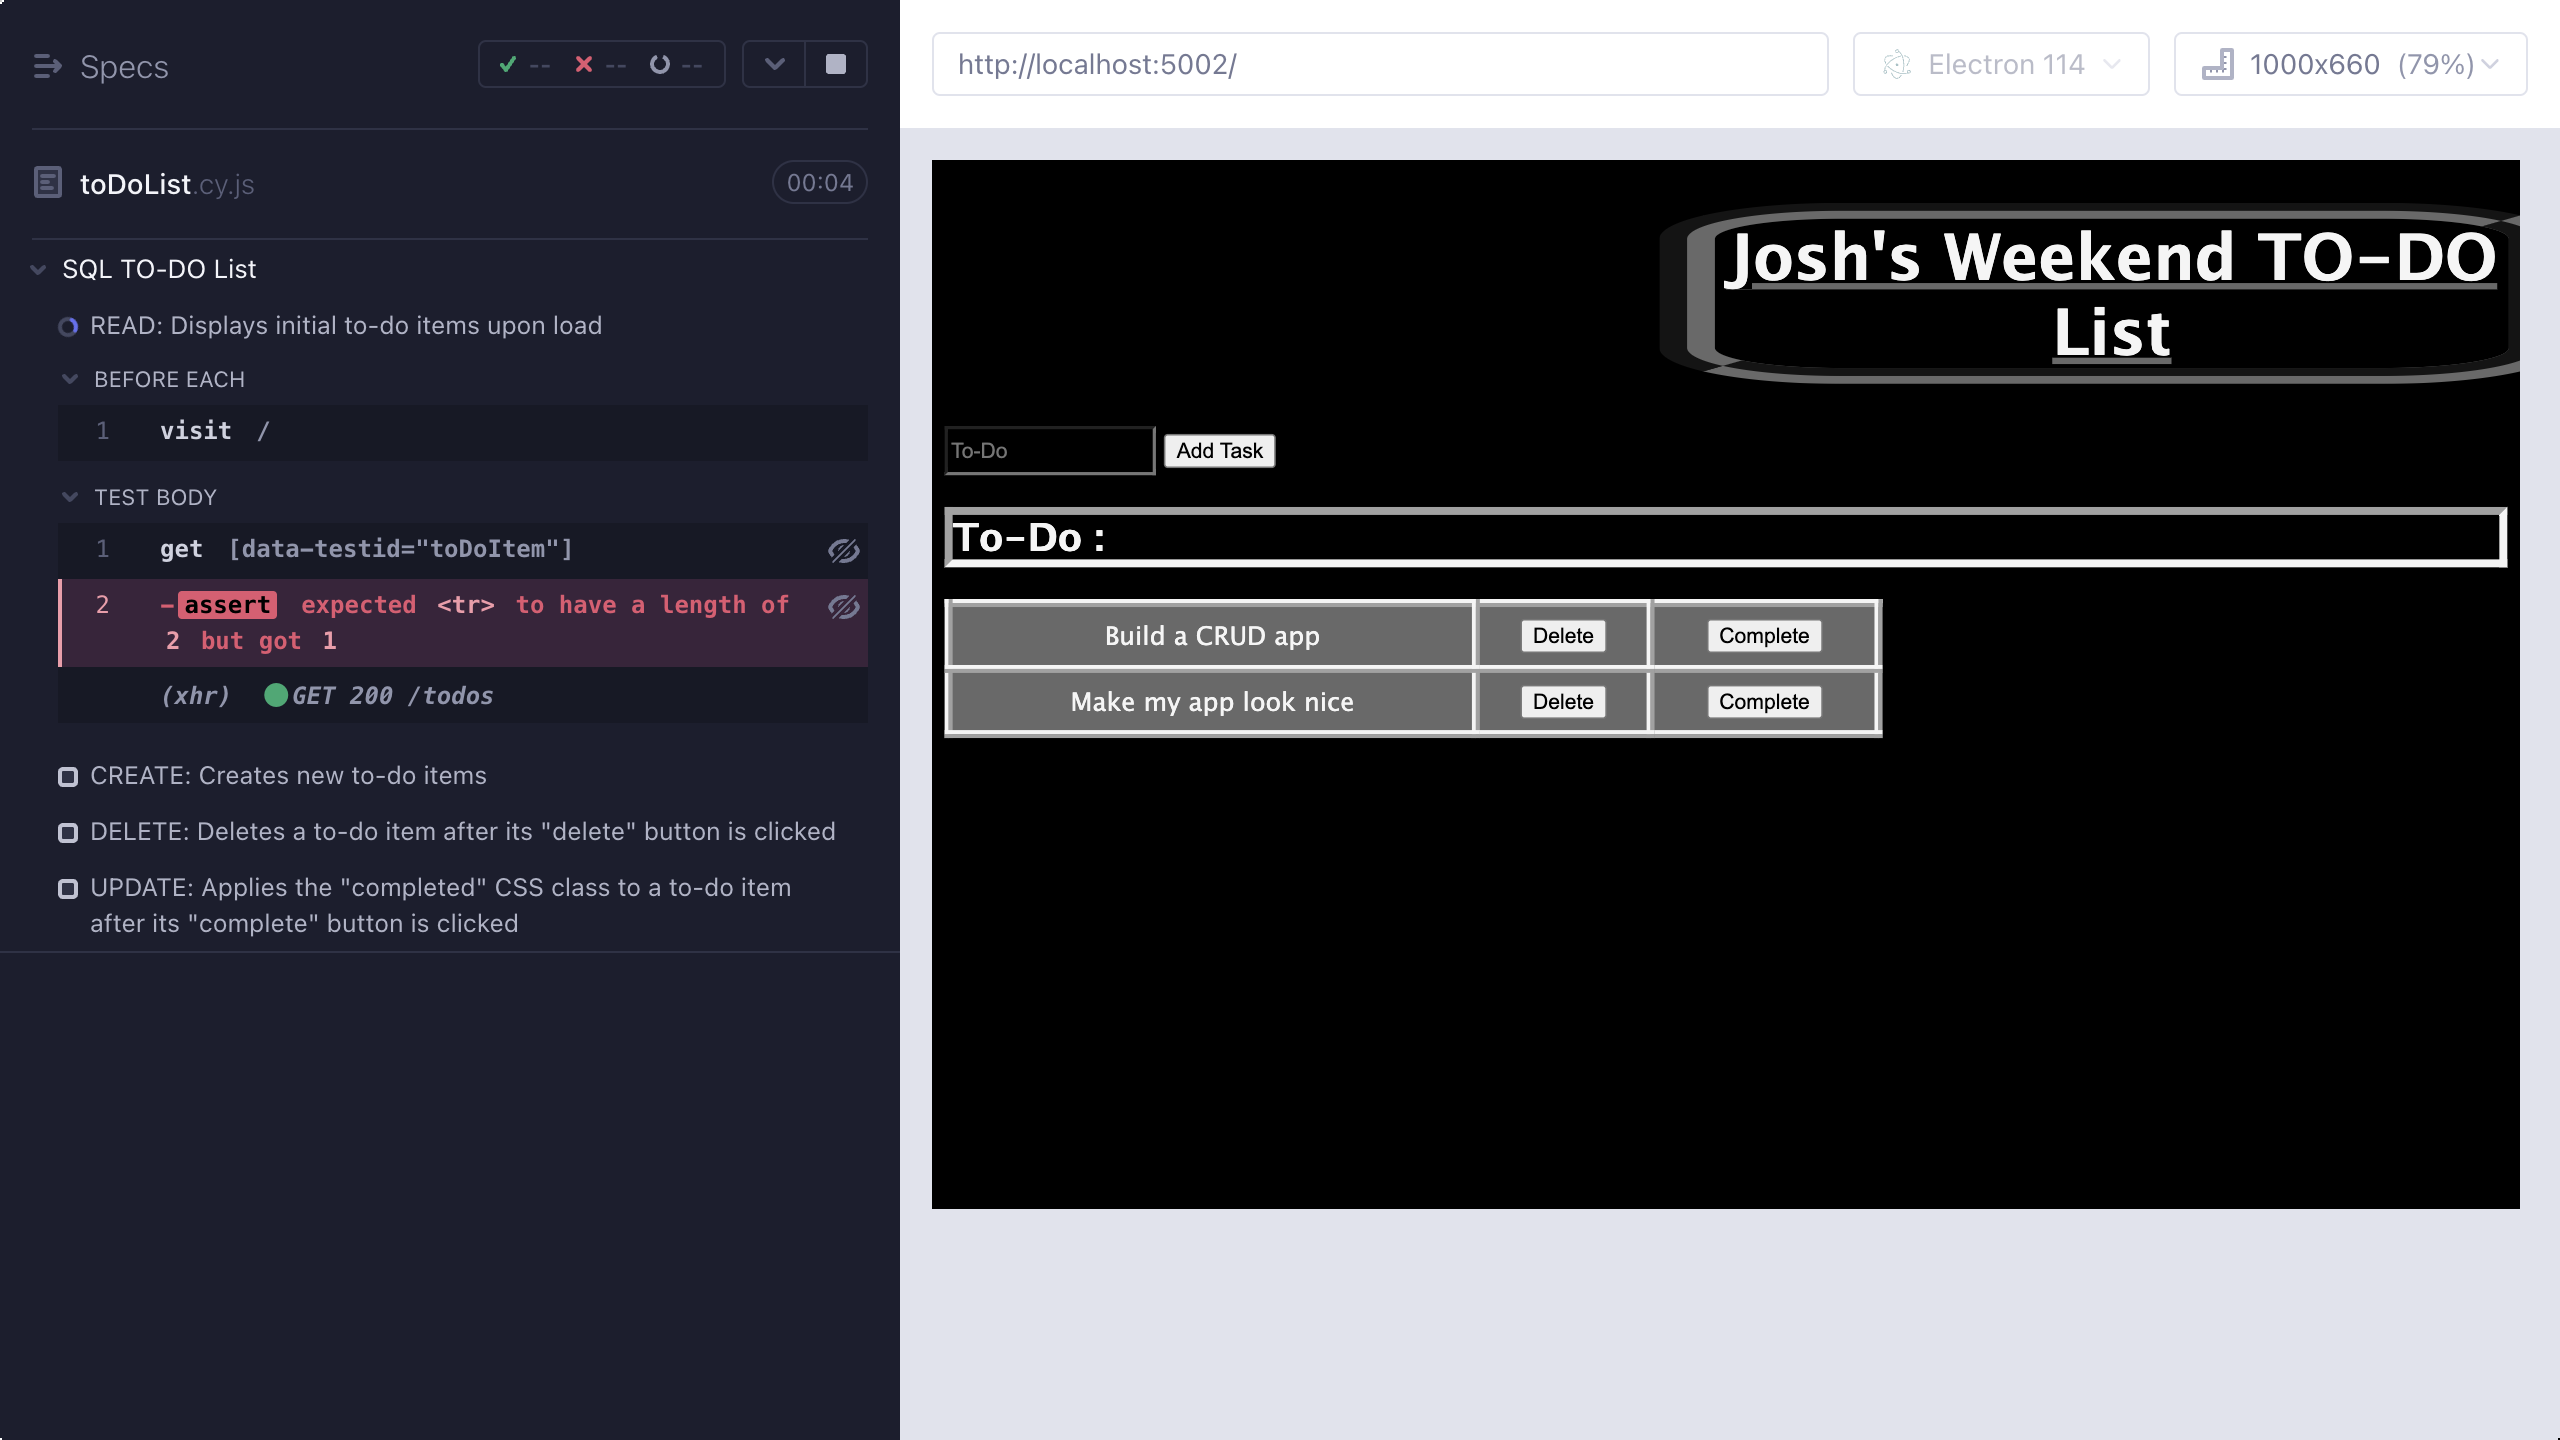 Specs
-- -- --
toDoList.cy.js
00:04
SQL TO-DO List
READ: Displays initial to-do items upon load
BEFORE EACH
1 visit /
TEST BODY
1 get [data-testid="toDoItem"]
2 -assert expected <tr> to have a length of
2 but got 1
(xhr) GET 200 /todos
CREATE: Creates new to-do items
DELETE: Deletes a to-do item after its "delete" button is clicked
UPDATE: Applies the "completed" CSS class to a to-do item
after its "complete" button is clicked
http://localhost:5002/
Electron 114
1000x660 (79%)
Josh's Weekend TO-DO
List
To-Do
Add Task
To-Do :
Build a CRUD app Delete Complete
Make my app look nice Delete Complete